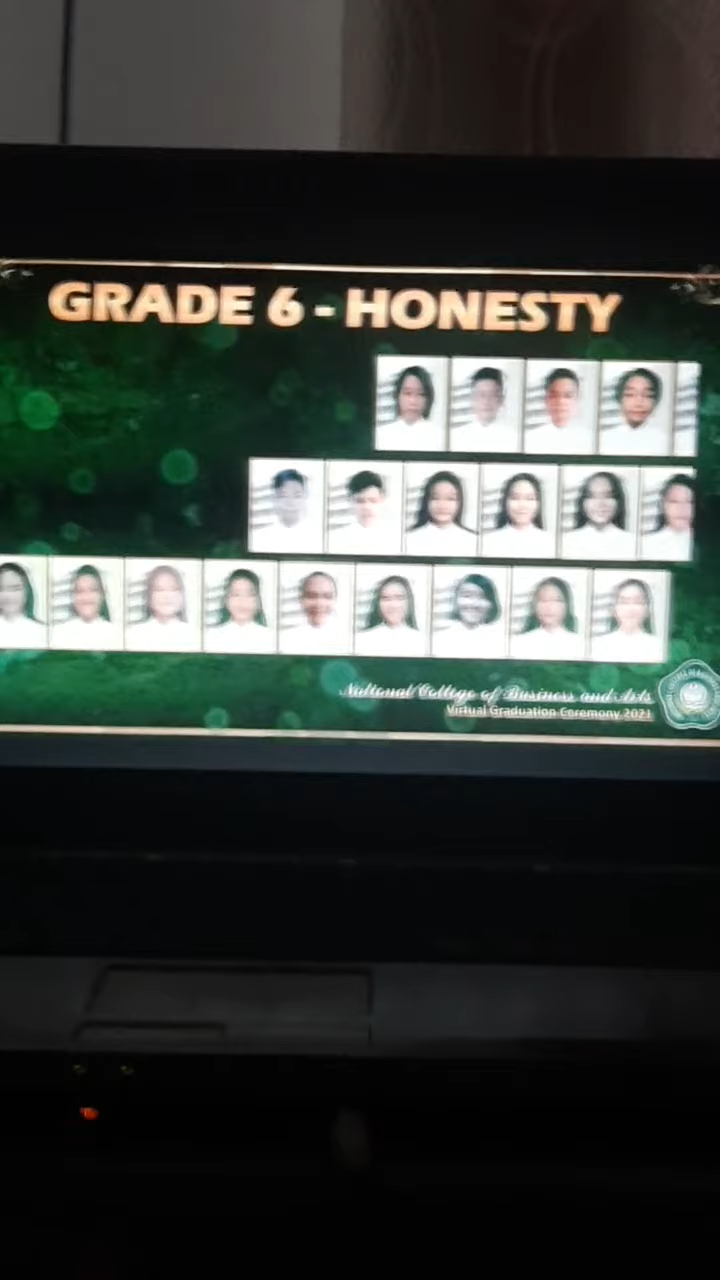 GRADE 6 - HONESTY
National College of Business and Arts
Virtual Graduation Ceremony 2021